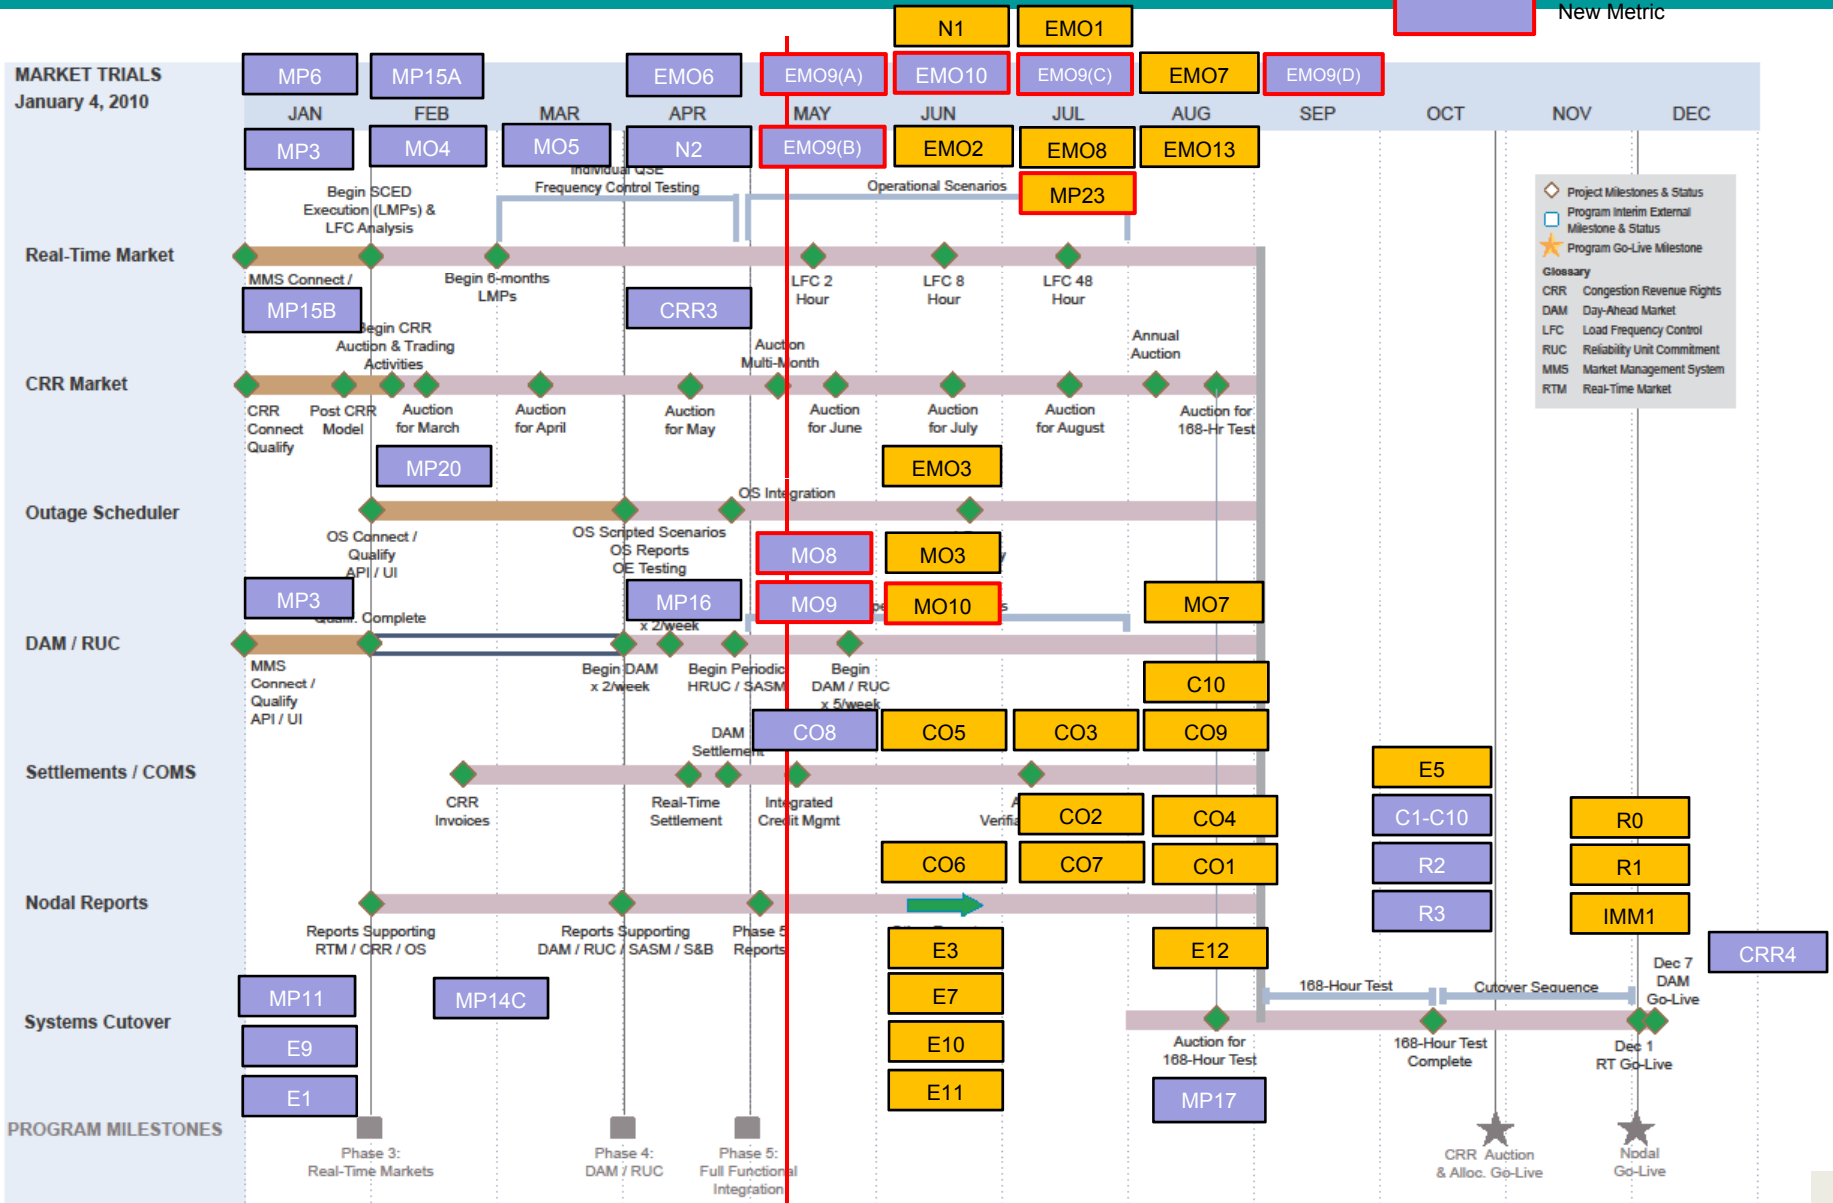 New Metric
N1
EMO1
MARKET TRIALS
January 4, 2010
MP6
MP15A
EMO6
EMO9(A)
EMO10
EMO9(C)
EMO7
EMO9(D)
JAN
FEB
MAR
APR
MAY
JUN
JUL
AUG
SEP
OCT
NOV
DEC
MP3
MO4
MO5
N2
EMO9(B)
EMO2
EMO8
EMO13
Individual QSE
Frequency Control Testing
Operational Scenarios
MP23
Begin SCED
Execution (LMPs) &
LFC Analysis
Project Milestones & Status
Program Interim External
Milestone & Status
Program Go-Live Milestone
Glossary
CRR Congestion Revenue Rights
DAM Day-Ahead Market
LFC Load Frequency Control
RUC Reliability Unit Commitment
MMS Market Management System
RTM Real-Time Market
Real-Time Market
MMS Connect /
Begin 6-months
LMPs
LFC 2
Hour
LFC 8
Hour
LFC 48
Hour
MP15B
CRR3
Begin CRR
Auction & Trading
Activities
Auction
Multi-Month
Annual
Auction
CRR Market
CRR
Connect
Qualify
Post CRR
Model
Auction
for March
Auction
for April
Auction
for May
Auction
for June
Auction
for July
Auction
for August
Auction for
168-Hr Test
MP20
EMO3
OS Integration
Outage Scheduler
OS Connect /
Qualify
API / UI
OS Scripted Scenarios
OS Reports
OE Testing
MO8
MO3
MP3
MP16
MO9
MO10
MO7
Complete
x 2/week
DAM / RUC
MMS
Connect /
Qualify
API / UI
Begin DAM
x 2/week
Begin Periodic
HRUC / SASM
Begin
DAM / RUC
x 5/week
C10
DAM
Settlement
CO8
CO5
CO3
CO9
Settlements / COMS
CRR
Invoices
Real-Time
Settlement
Integrated
Credit Mgmt
CO2
CO4
E5
C1-C10
R0
CO6
CO7
CO1
R2
R1
Nodal Reports
R3
IMM1
Reports Supporting
RTM / CRR / OS
Reports Supporting
DAM / RUC / SASM / S&B
Phase 5
Reports
E3
E12
CRR4
MP11
MP14C
E7
168-Hour Test
Cutover Sequence
Dec 7
DAM
Go-Live
Systems Cutover
E9
E10
Auction for
168-Hour Test
168-Hour Test
Complete
Dec 1
RT Go-Live
E1
E11
MP17
PROGRAM MILESTONES
Phase 3:
Real-Time Markets
Phase 4:
DAM / RUC
Phase 5:
Full Functional
Integration
CRR Auction
& Alloc. Go-Live
Nodal
Go-Live